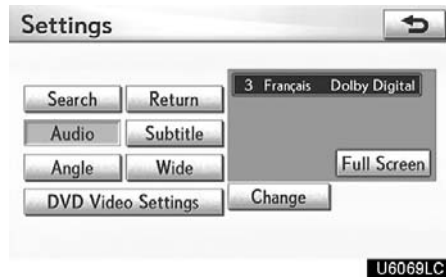 Settings
3 Français Dolby Digital
Search Return
Audio Subtitle
Angle Wide
Full Screen
DVD Video Settings Change
U6069LC